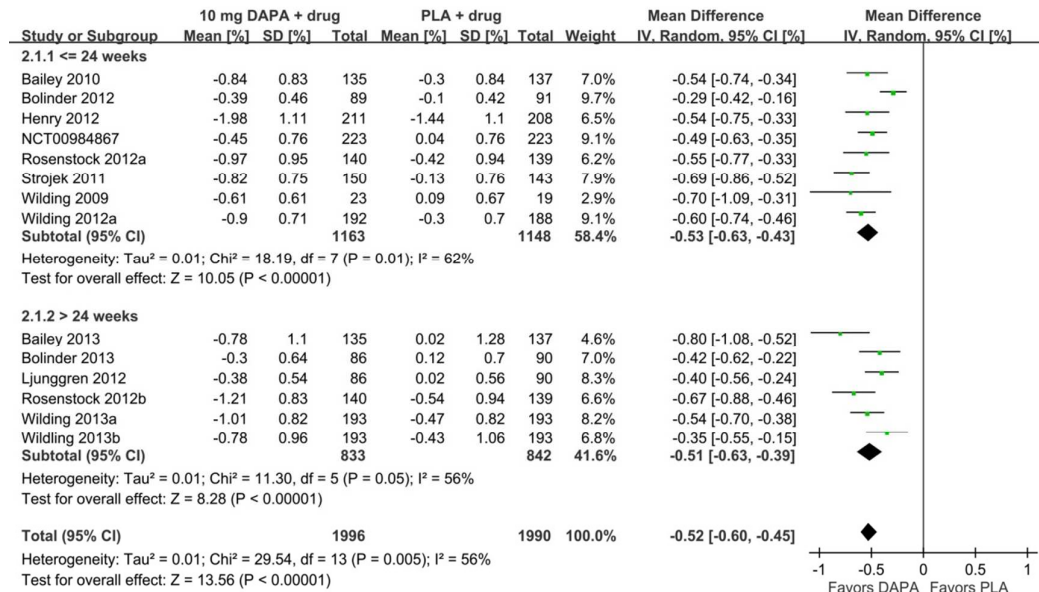 10 mg DAPA + drug PLA + drug Mean Difference Mean Difference
Study or Subgroup Mean [%] SD [%] Total Mean [%] SD [%] Total Weight IV, Random, 95% CI [%] IV, Random, 95% CI [%]
2.1.1 <= 24 weeks
Bailey 2010 -0.84 0.83 135 -0.3 0.84 137 7.0% -0.54 [-0.74, -0.34]
Bolinder 2012 -0.39 0.46 89 -0.1 0.42 91 9.7% -0.29 [-0.42, -0.16]
Henry 2012 -1.98 1.11 211 -1.44 1.1 208 6.5% -0.54 [-0.75, -0.33]
NCT00984867 -0.45 0.76 223 0.04 0.76 223 9.1% -0.49 [-0.63, -0.35]
Rosenstock 2012a -0.97 0.95 140 -0.42 0.94 139 6.2% -0.55 [-0.77, -0.33]
Strojek 2011 -0.82 0.75 150 -0.13 0.76 143 7.9% -0.69 [-0.86, -0.52]
Wilding 2009 -0.61 0.61 23 0.09 0.67 19 2.9% -0.70 [-1.09, -0.31]
Wilding 2012a -0.9 0.71 192 -0.3 0.7 188 9.1% -0.60 [-0.74, -0.46]
Subtotal (95% CI) 1163 1148 58.4% -0.53 [-0.63, -0.43]
Heterogeneity: Tau² = 0.01; Chi² = 18.19, df = 7 (P = 0.01); I² = 62%
Test for overall effect: Z = 10.05 (P < 0.00001)
2.1.2 > 24 weeks
Bailey 2013 -0.78 1.1 135 0.02 1.28 137 4.6% -0.80 [-1.08, -0.52]
Bolinder 2013 -0.3 0.64 86 0.12 0.7 90 7.0% -0.42 [-0.62, -0.22]
Ljunggren 2012 -0.38 0.54 86 0.02 0.56 90 8.3% -0.40 [-0.56, -0.24]
Rosenstock 2012b -1.21 0.83 140 -0.54 0.94 139 6.6% -0.67 [-0.88, -0.46]
Wilding 2013a -1.01 0.82 193 -0.47 0.82 193 8.2% -0.54 [-0.70, -0.38]
Wildling 2013b -0.78 0.96 193 -0.43 1.06 193 6.8% -0.35 [-0.55, -0.15]
Subtotal (95% CI) 833 842 41.6% -0.51 [-0.63, -0.39]
Heterogeneity: Tau² = 0.01; Chi² = 11.30, df = 5 (P = 0.05); I² = 56%
Test for overall effect: Z = 8.28 (P < 0.00001)
Total (95% CI) 1996 1990 100.0% -0.52 [-0.60, -0.45]
Heterogeneity: Tau² = 0.01; Chi² = 29.54, df = 13 (P = 0.005); I² = 56%
Test for overall effect: Z = 13.56 (P < 0.00001)
-1 -0.5 0 0.5 1
Favors DAPA Favors PLA